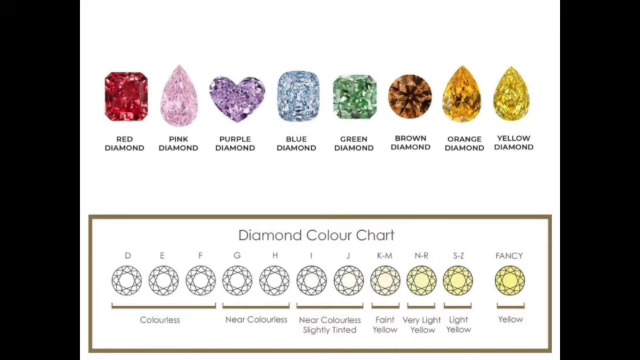 RED
DIAMOND
PINK
DIAMOND
PURPLE
DIAMOND
BLUE
DIAMOND
GREEN
DIAMOND
BROWN
DIAMOND
ORANGE
DIAMOND
YELLOW
DIAMOND
Diamond Colour Chart
D E F G H I J K-M N-R S-Z FANCY
Colourless
Near Colourless
Near Colourless
Slightly Tinted
Faint
Yellow
Very Light
Yellow
Light
Yellow
Yellow